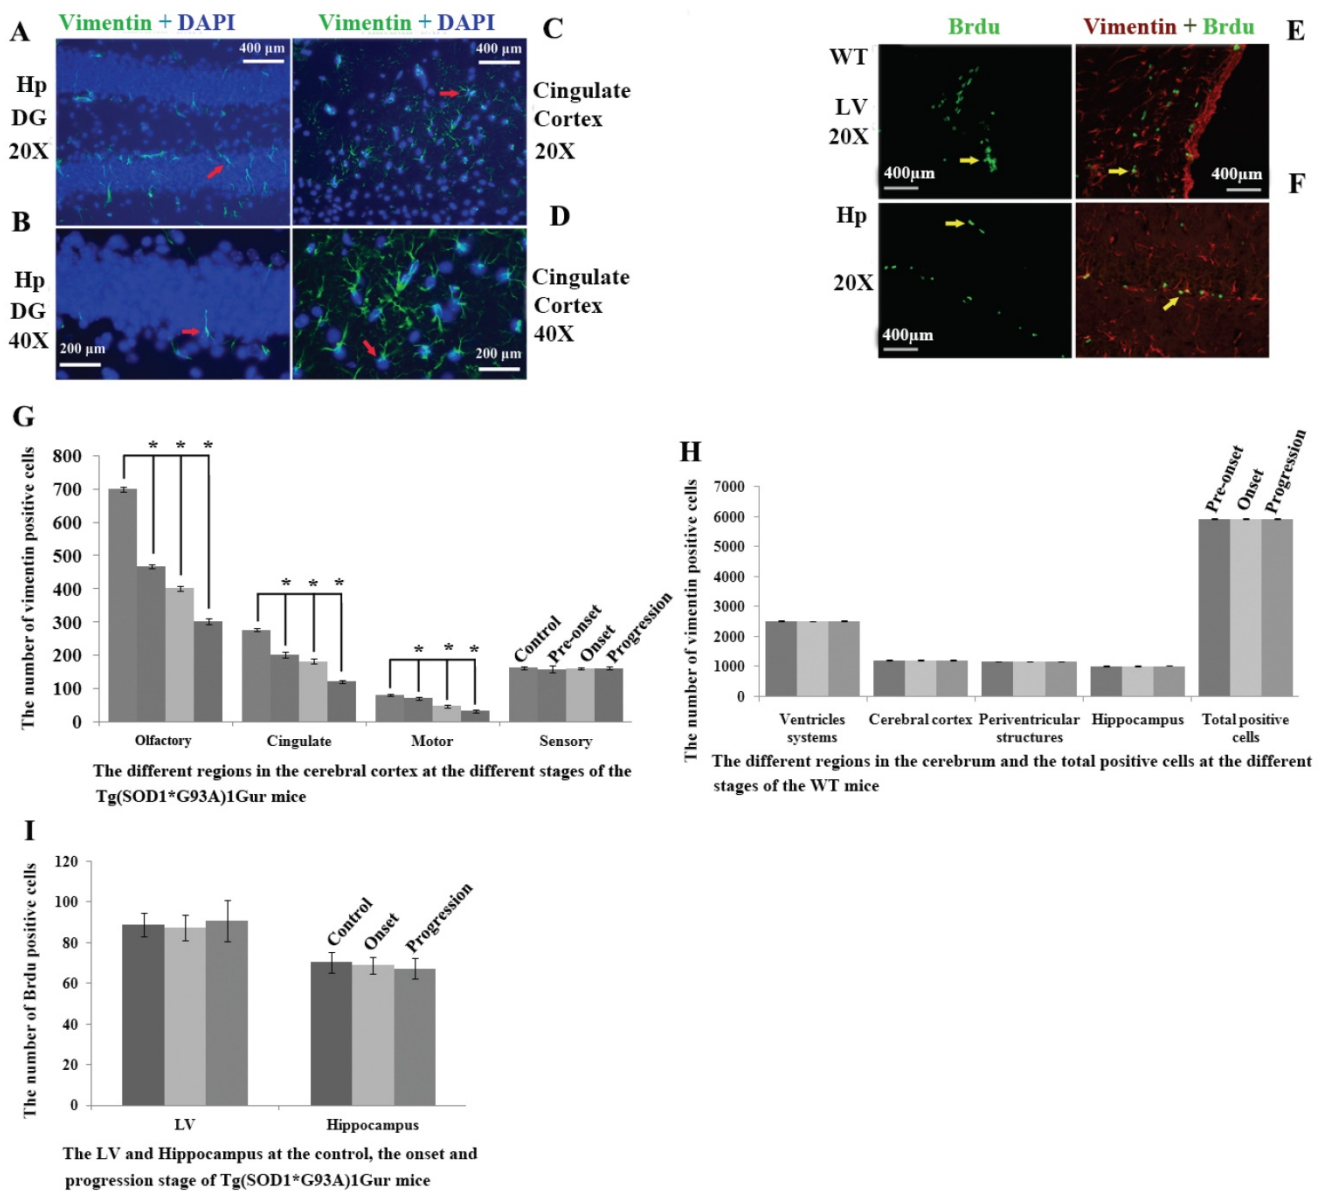 A
Vimentin + DAPI
Vimentin + DAPI
C
400 µm
400 µm
Hp
DG
20X
Cingulate
Cortex
20X
B
D
Hp
DG
40X
Cingulate
Cortex
40X
200 µm
200 µm
Brdu
Vimentin + Brdu
E
WT
LV
20X
400µm
400µm
F
Hp
20X
400µm
G
The number of vimentin positive cells
800
700
600
500
400
300
200
100
0
* * *
* * *
* * *
Control
Pre-onset
Onset
Progression
Olfactory
Cingulate
Motor
Sensory
The different regions in the cerebral cortex at the different stages of the
Tg(SOD1*G93A)1Gur mice
H
The number of vimentin positive cells
7000
6000
5000
4000
3000
2000
1000
0
Pre-onset
Onset
Progression
Ventricles
systems
Cerebral cortex
Periventricular
structures
Hippocampus
Total positive
cells
The different regions in the cerebrum and the total positive cells at the different
stages of the WT mice
I
The number of Brdu positive cells
120
100
80
60
40
20
0
Control
Onset
Progression
LV
Hippocampus
The LV and Hippocampus at the control, the onset and
progression stage of Tg(SOD1*G93A)1Gur mice